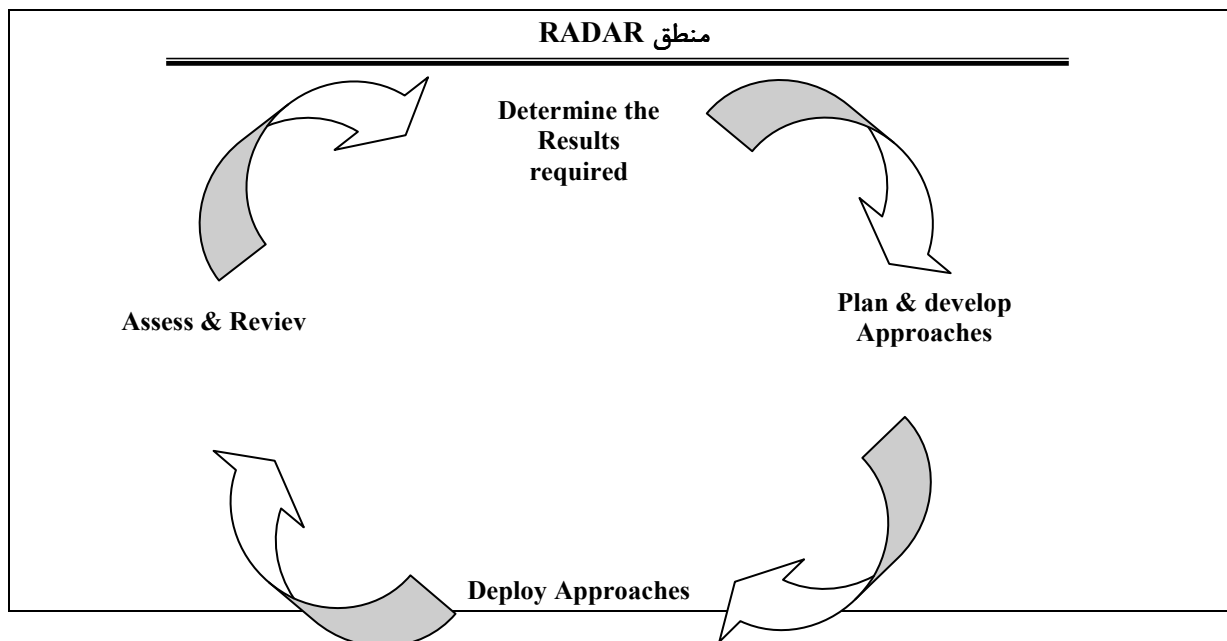 منطق RADAR
Determine the
Results
required
Plan & develop
Approaches
Assess & Reviev
Deploy Approaches